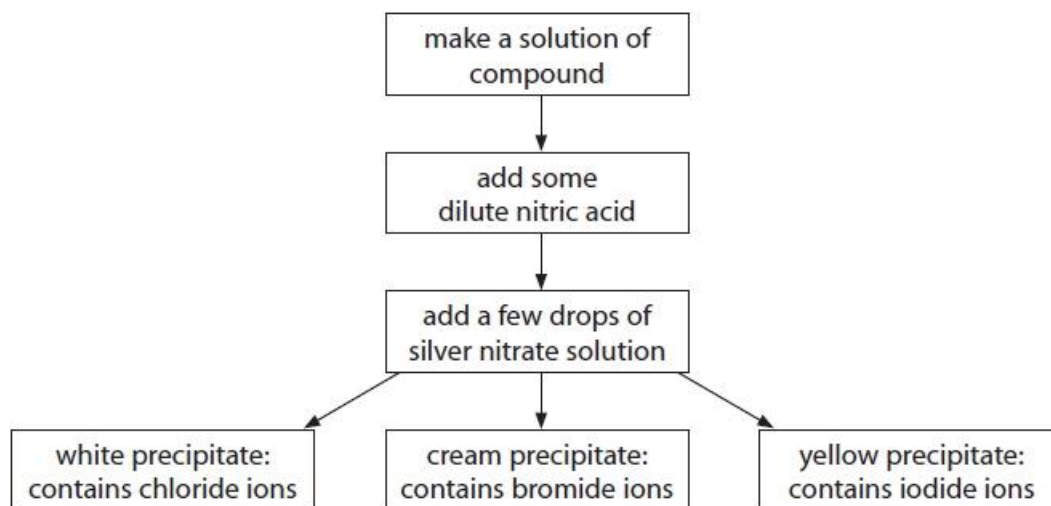 make a solution of
compound
add some
dilute nitric acid
add a few drops of
silver nitrate solution
white precipitate:
contains chloride ions
cream precipitate:
contains bromide ions
yellow precipitate:
contains iodide ions